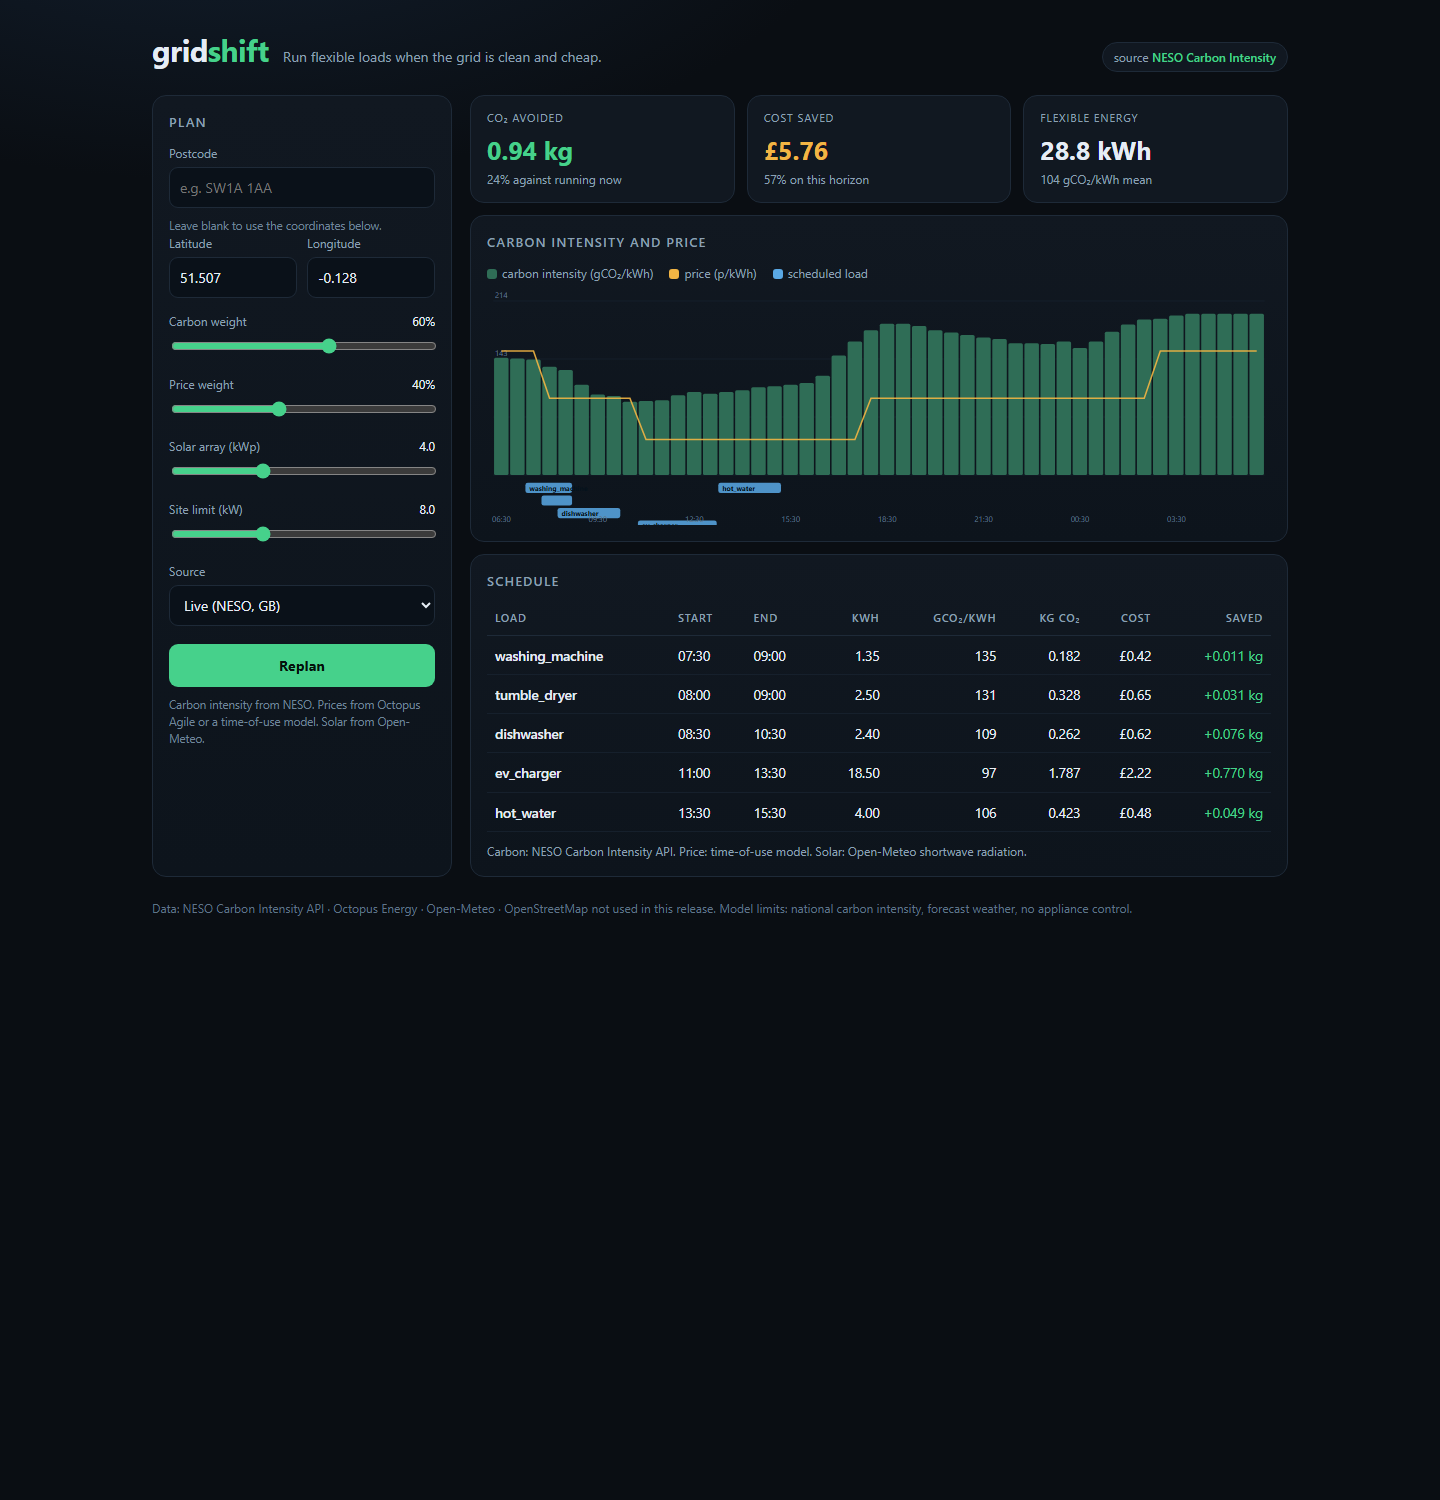 gridshift Run flexible loads when the grid is clean and cheap.
source NESO Carbon Intensity
PLAN
Postcode
e.g. SW1A 1AA
Leave blank to use the coordinates below.
Latitude Longitude
51.507 -0.128
Carbon weight 60%
Price weight 40%
Solar array (kWp) 4.0
Site limit (kW) 8.0
Source
Live (NESO, GB)
Replan
Carbon intensity from NESO. Prices from Octopus
Agile or a time-of-use model. Solar from Open-
Meteo.
CO₂ AVOIDED
0.94 kg
24% against running now
COST SAVED
£5.76
57% on this horizon
FLEXIBLE ENERGY
28.8 kWh
104 gCO₂/kWh mean
CARBON INTENSITY AND PRICE
carbon intensity (gCO₂/kWh) price (p/kWh) scheduled load
214
143
washing_mac hot_water
dishwasher
06:30 09:30 12:30 15:30 18:30 21:30 00:30 03:30
SCHEDULE
LOAD START END KWH GCO₂/KWH KG CO₂ COST SAVED
washing_machine 07:30 09:00 1.35 135 0.182 £0.42 +0.011 kg
tumble_dryer 08:00 09:00 2.50 131 0.328 £0.65 +0.031 kg
dishwasher 08:30 10:30 2.40 109 0.262 £0.62 +0.076 kg
ev_charger 11:00 13:30 18.50 97 1.787 £2.22 +0.770 kg
hot_water 13:30 15:30 4.00 106 0.423 £0.48 +0.049 kg
Carbon: NESO Carbon Intensity API. Price: time-of-use model. Solar: Open-Meteo shortwave radiation.
Data: NESO Carbon Intensity API · Octopus Energy · Open-Meteo · OpenStreetMap not used in this release. Model limits: national carbon intensity, forecast weather, no appliance control.